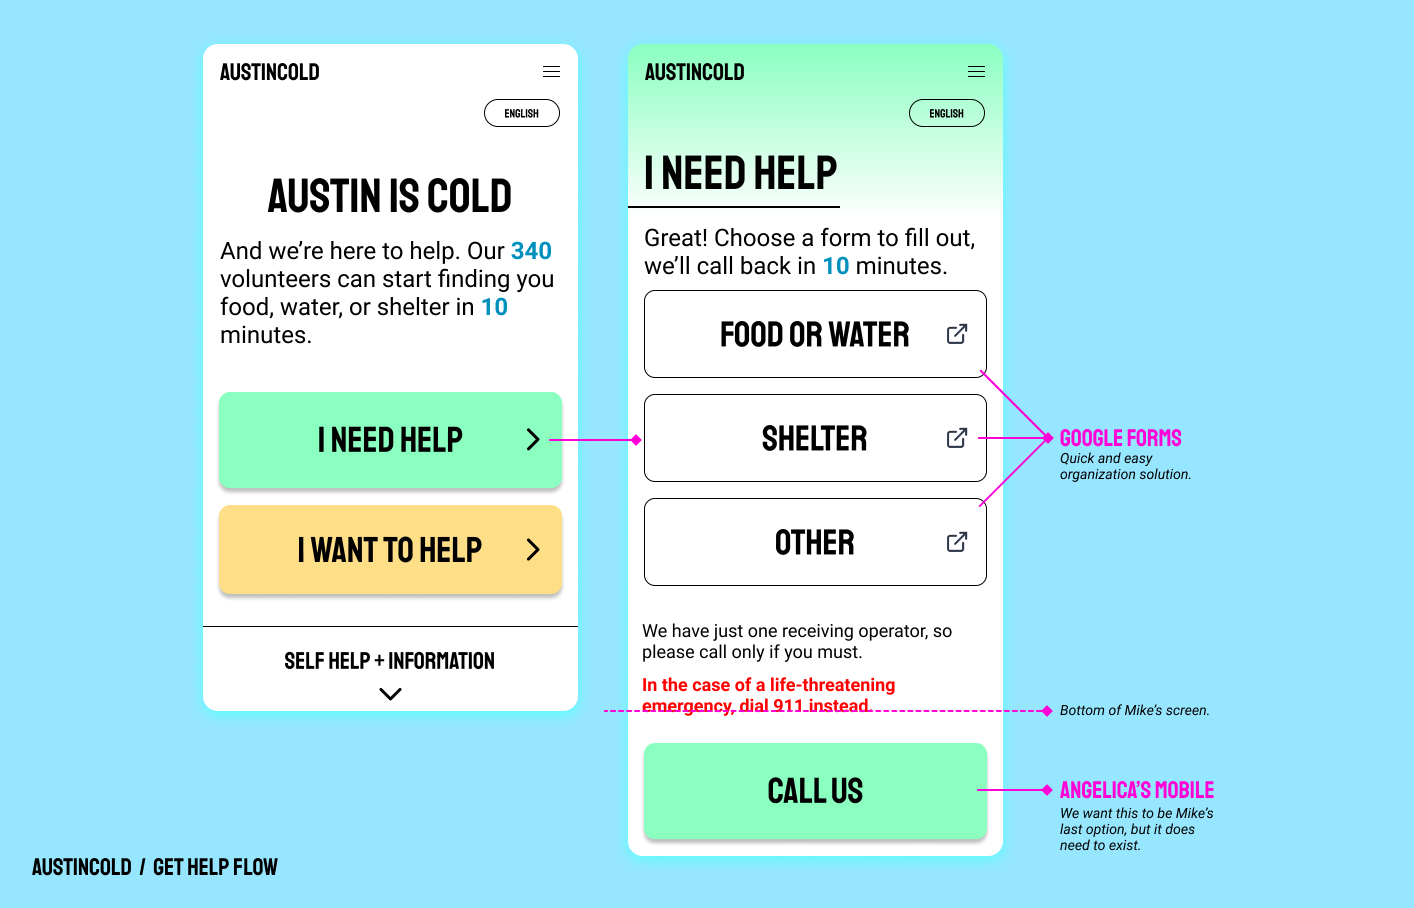 AUSTINCOLD
ENGLISH
AUSTIN IS COLD
And we're here to help. Our 340
volunteers can start finding you
food, water, or shelter in 10
minutes.
I NEED HELP
I WANT TO HELP
SELF HELP + INFORMATION
AUSTINCOLD
ENGLISH
I NEED HELP
Great! Choose a form to fill out,
we'll call back in 10 minutes.
FOOD OR WATER
SHELTER
OTHER
We have just one receiving operator, so
please call only if you must.
In the case of a life-threatening
emergency, dial 911 instead.
CALL US
GOOGLE FORMS
Quick and easy
organization solution.
Bottom of Mike's screen.
ANGELICA'S MOBILE
We want this to be Mike's
last option, but it does
need to exist.
AUSTINCOLD / GET HELP FLOW